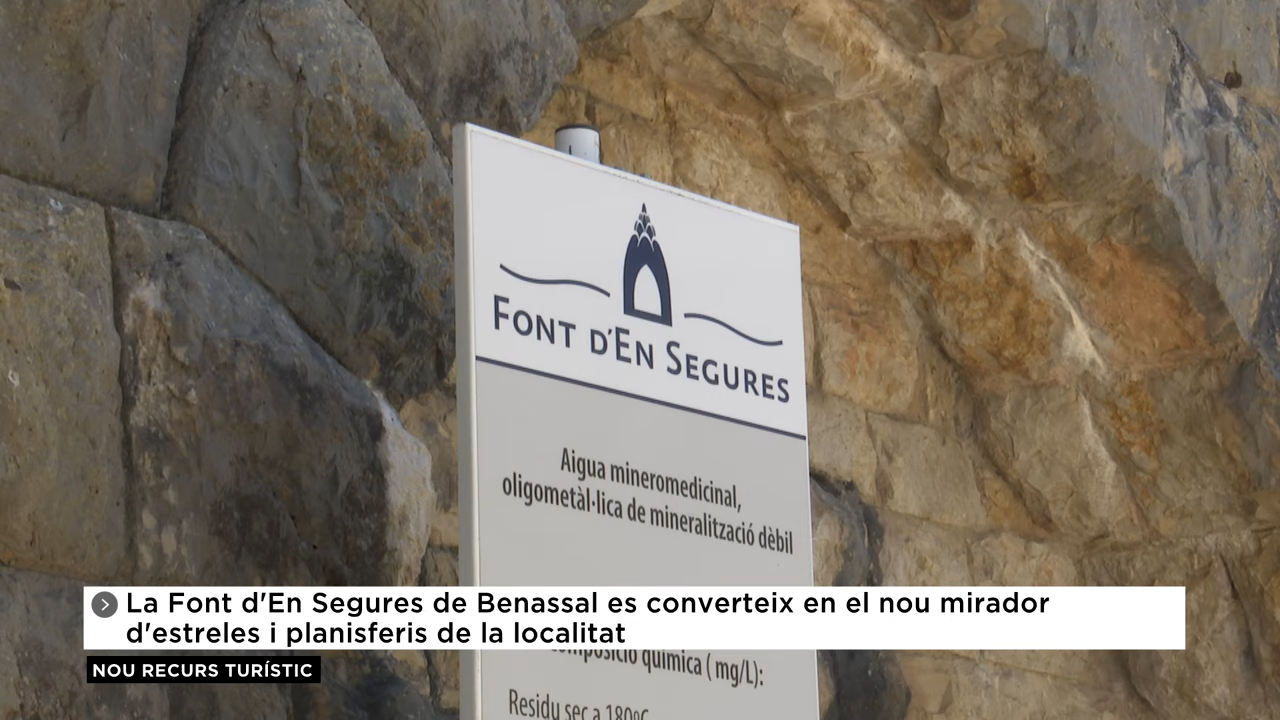 FONT D'EN SEGURES
Aigua mineromedicinal,
oligometàl·lica de mineralització dèbil
La Font d'En Segures de Benassal es converteix en el nou mirador
d'estreles i planisferis de la localitat
química ( mg/L):
NOU RECURS TURÍSTIC
Residu sec a 180ºC